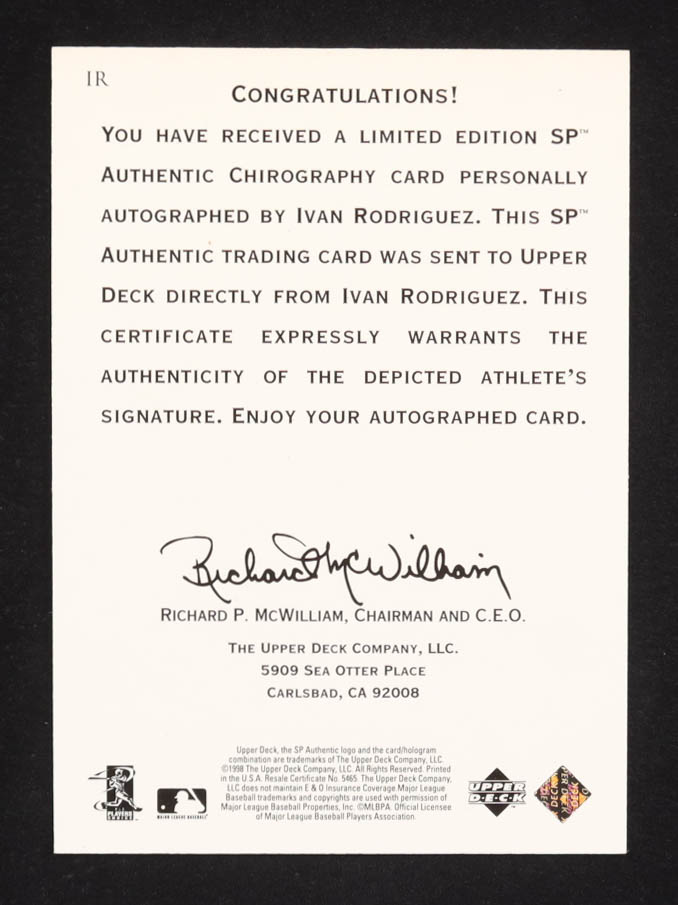 IR
CONGRATULATIONS!
YOU HAVE RECEIVED A LIMITED EDITION SP™
AUTHENTIC CHIROGRAPHY CARD PERSONALLY
AUTOGRAPHED BY IVAN RODRIGUEZ. THIS SP™
AUTHENTIC TRADING CARD WAS SENT TO UPPER
DECK DIRECTLY FROM IVAN RODRIGUEZ. THIS
CERTIFICATE EXPRESSLY WARRANTS THE
AUTHENTICITY OF THE DEPICTED ATHLETE'S
SIGNATURE. ENJOY YOUR AUTOGRAPHED CARD.
Richard McWilliam
RICHARD P. MCWILLIAM, CHAIRMAN AND C.E.O.
THE UPPER DECK COMPANY, LLC.
5909 SEA OTTER PLACE
CARLSBAD, CA 92008
Upper Deck, the SP Authentic logo and the card/hologram
combination are trademarks of The Upper Deck Company, LLC.
©1998 The Upper Deck Company, LLC. All Rights Reserved. Printed
in the U.S.A. Resale Certificate No. 5465. The Upper Deck Company,
LLC does not maintain E & O Insurance Coverage. Major League
Baseball trademarks and copyrights are used with permission of
Major League Baseball Properties, Inc. ©MLBPA Official Licensee
of Major League Baseball Players Association.
PLAYERS CHOICE
MAJOR LEAGUE BASEBALL
UPPER
DECK